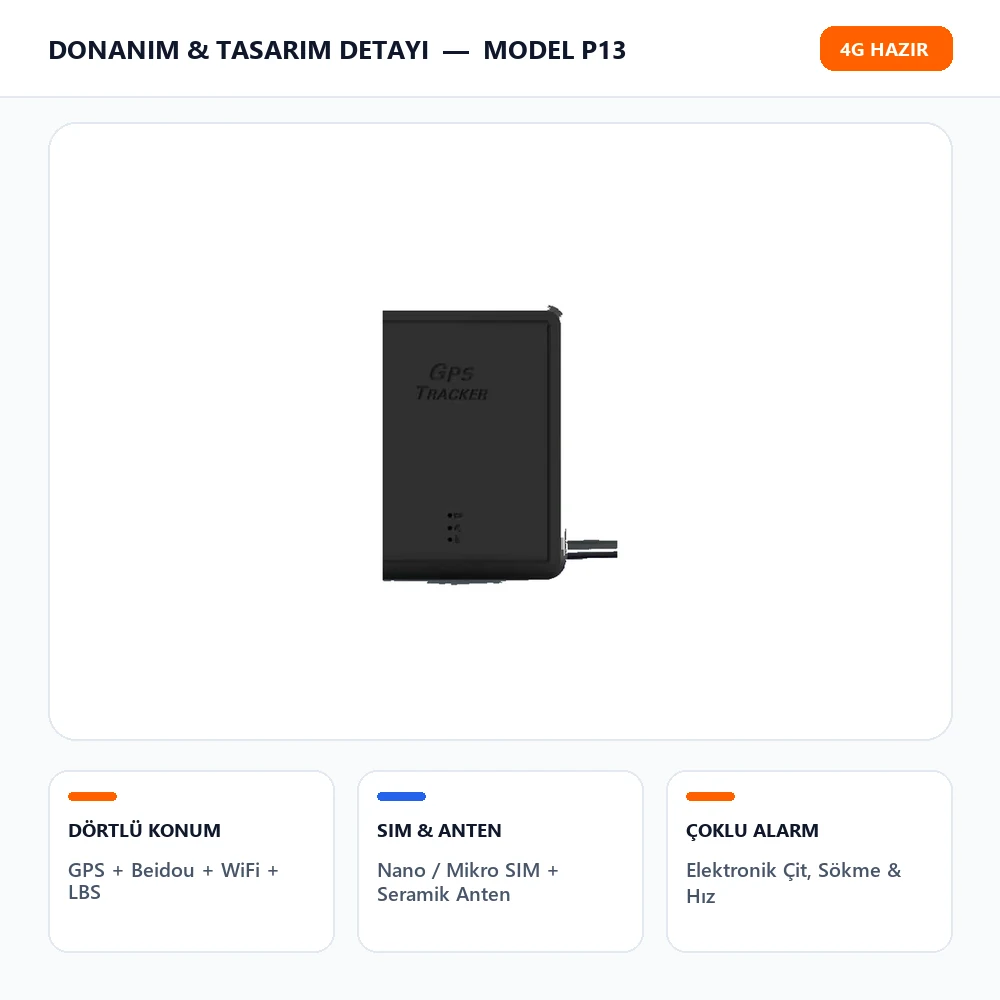 DONANIM & TASARIM DETAYI — MODEL P13
4G HAZIR
GPS
TRACKER
DÖRTLÜ KONUM
GPS + Beidou + WiFi +
LBS
SIM & ANTEN
Nano / Mikro SIM +
Seramik Anten
ÇOKLU ALARM
Elektronik Çit, Sökme &
Hız